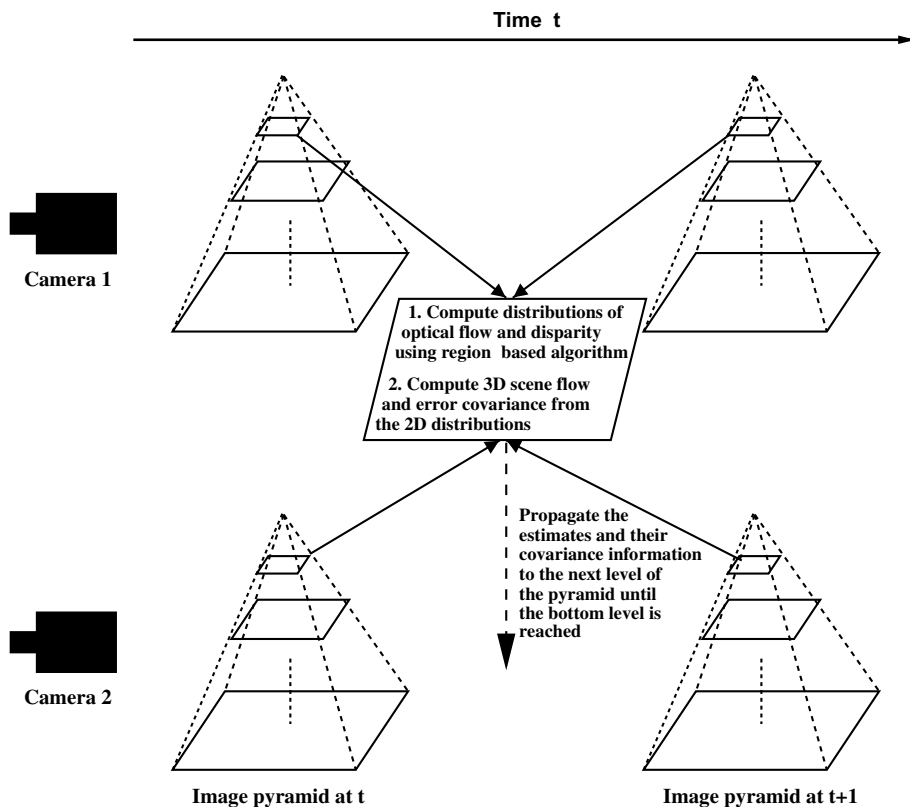 Time t
Camera 1
1. Compute distributions of
optical flow and disparity
using region based algorithm
2. Compute 3D scene flow
and error covariance from
the 2D distributions
Propagate the
estimates and their
covariance information
to the next level of
the pyramid until
the bottom level is
reached
Camera 2
Image pyramid at t
Image pyramid at t+1